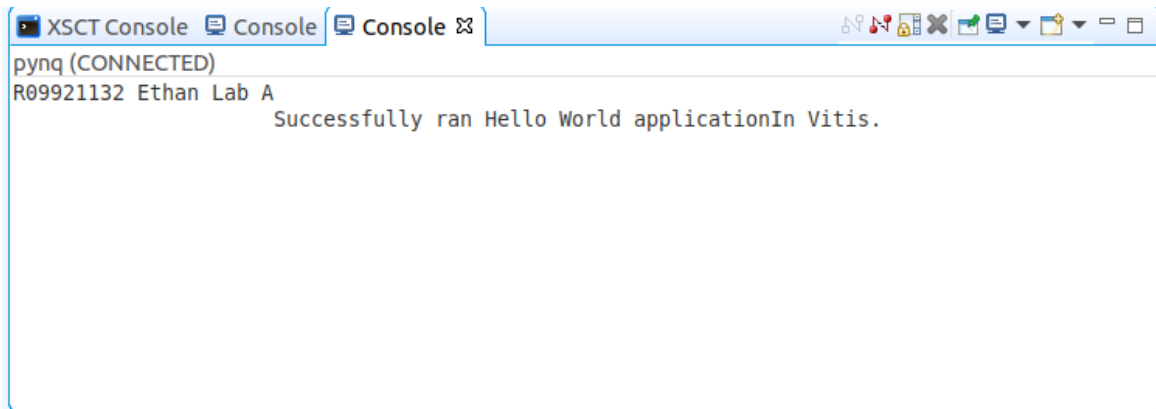 XSCT Console Console Console
pynq (CONNECTED)
R09921132 Ethan Lab A
Successfully ran Hello World applicationIn Vitis.